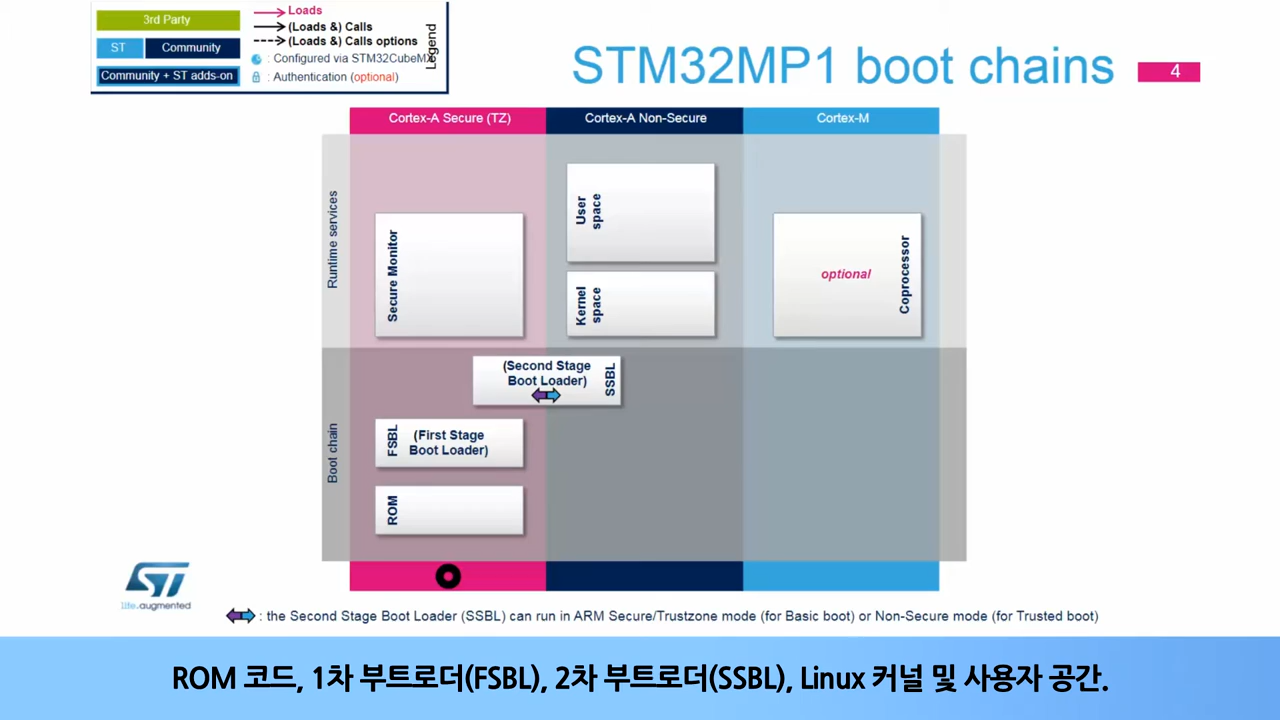 3rd Party
ST
Community
Community + ST adds-on
Loads
(Loads &) Calls
(Loads &) Calls options
: Configured via STM32CubeMX
: Authentication (optional)
Legend
STM32MP1 boot chains
4
Cortex-A Secure (TZ)
Cortex-A Non-Secure
Cortex-M
Runtime services
Secure Monitor
User
space
Kernel
space
optional
Coprocessor
Boot chain
(Second Stage
Boot Loader)
SSBL
FSBL
(First Stage
Boot Loader)
ROM
ST
life.augmented
: the Second Stage Boot Loader (SSBL) can run in ARM Secure/Trustzone mode (for Basic boot) or Non-Secure mode (for Trusted boot)
ROM 코드, 1차 부트로더(FSBL), 2차 부트로더(SSBL), Linux 커널 및 사용자 공간.